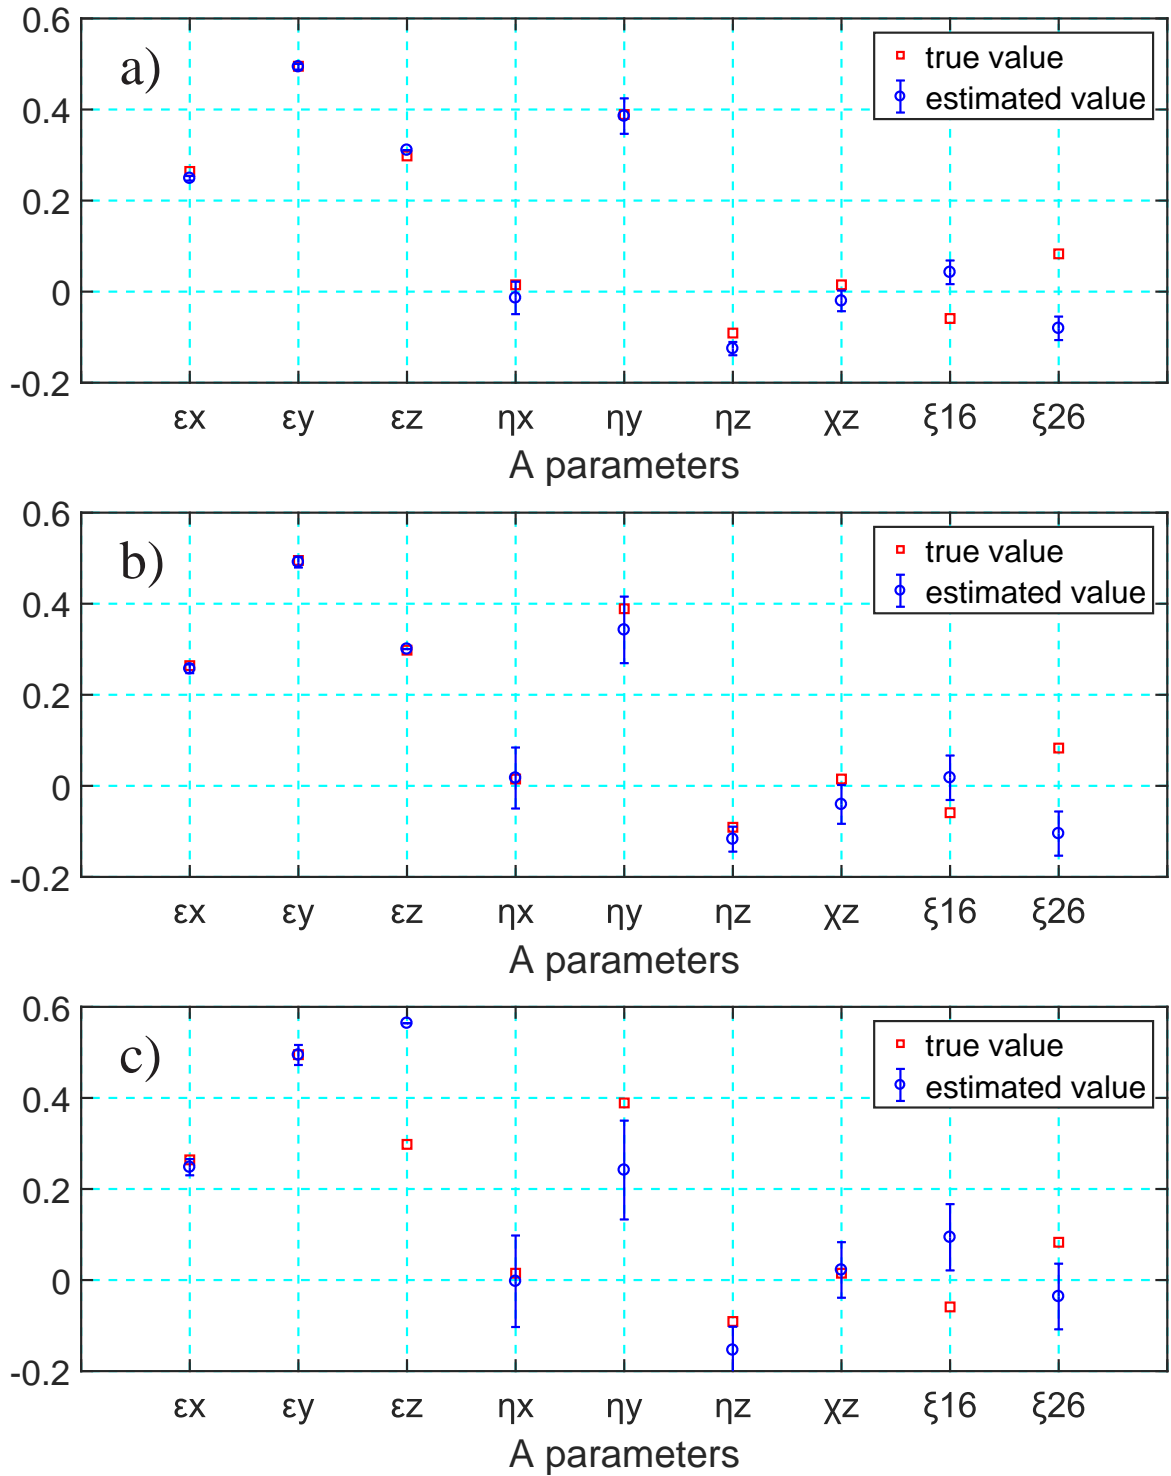 0.6
a)
true value
estimated value
0.4
0.2
0
-0.2
εx εy εz ηx ηy ηz χz ξ16 ξ26
A parameters
0.6
b)
true value
estimated value
0.4
0.2
0
-0.2
εx εy εz ηx ηy ηz χz ξ16 ξ26
A parameters
0.6
c)
true value
estimated value
0.4
0.2
0
-0.2
εx εy εz ηx ηy ηz χz ξ16 ξ26
A parameters